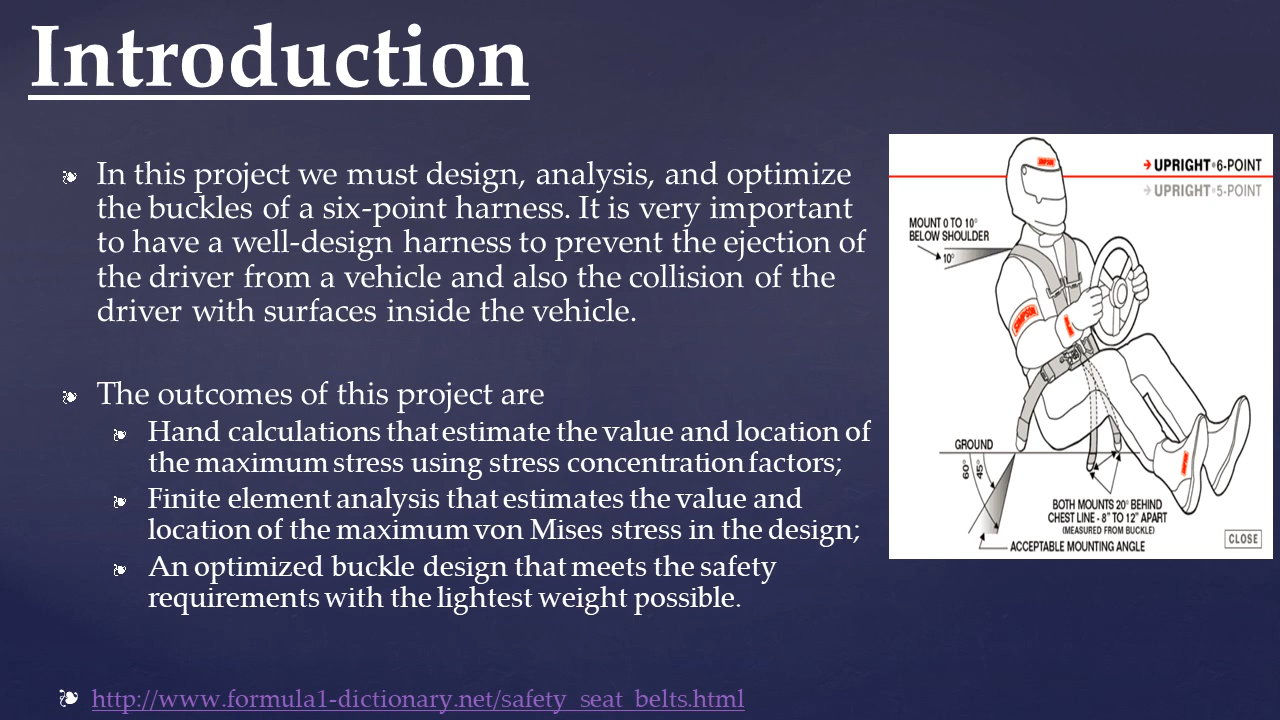 Introduction
❧ In this project we must design, analysis, and optimize
the buckles of a six-point harness. It is very important
to have a well-design harness to prevent the ejection of
the driver from a vehicle and also the collision of the
driver with surfaces inside the vehicle.
❧ The outcomes of this project are
❧ Hand calculations that estimate the value and location of
the maximum stress using stress concentration factors;
❧ Finite element analysis that estimates the value and
location of the maximum von Mises stress in the design;
❧ An optimized buckle design that meets the safety
requirements with the lightest weight possible.
❧ http://www.formula1-dictionary.net/safety_seat_belts.html
SIMPSON
UPRIGHT 6-POINT
UPRIGHT 5-POINT
MOUNT 0 TO 10°
BELOW SHOULDER
10°
SIMPSON
GROUND
60°
45°
SIMPSON
BOTH MOUNTS 20° BEHIND
CHEST LINE - 8" TO 12" APART
(MEASURED FROM BUCKLE)
CLOSE
ACCEPTABLE MOUNTING ANGLE